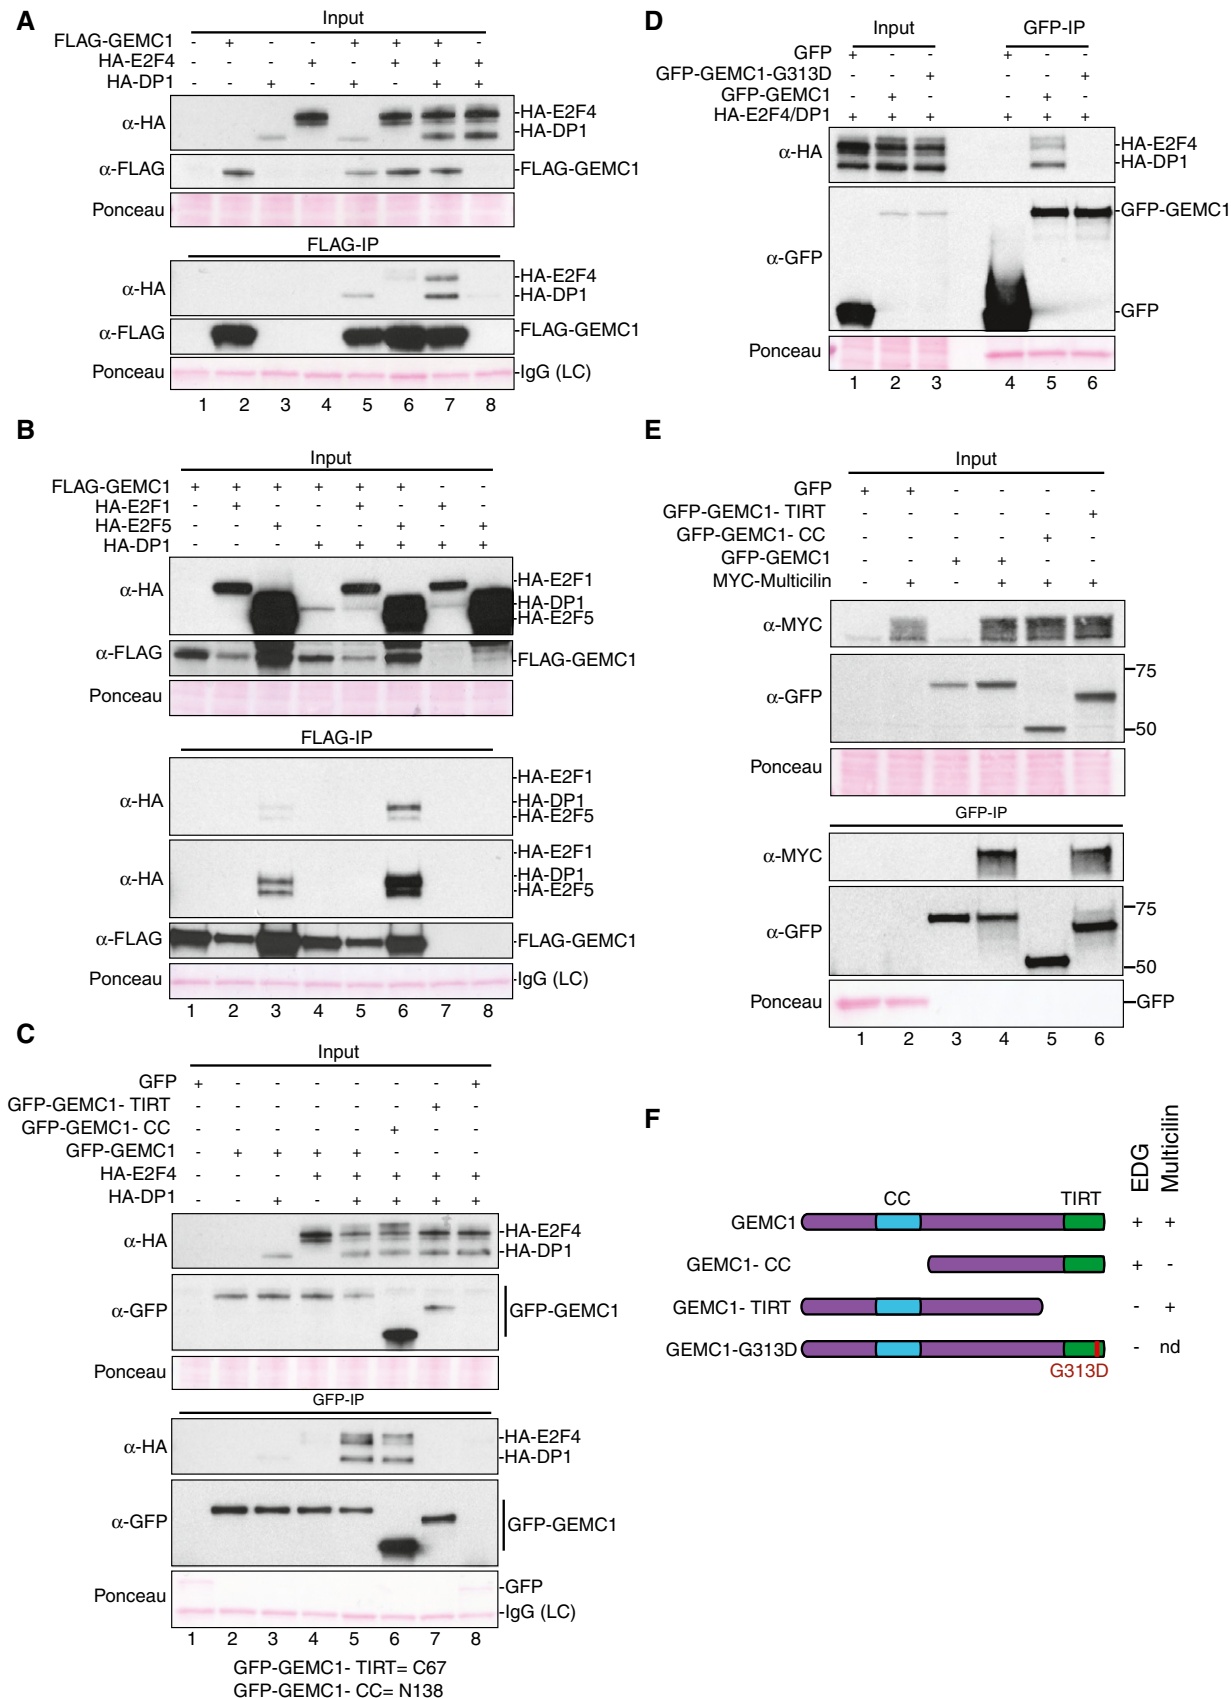 A
Input
FLAG-GEMC1 - + - - + + + -
HA-E2F4 - - - + - + + +
HA-DP1 - - + - + - + +
α-HA
-HA-E2F4
-HA-DP1
α-FLAG
-FLAG-GEMC1
Ponceau
FLAG-IP
α-HA
-HA-E2F4
-HA-DP1
α-FLAG
-FLAG-GEMC1
Ponceau
-IgG (LC)
1 2 3 4 5 6 7 8
B
Input
FLAG-GEMC1 + + + + + + - -
HA-E2F1 - + - - + - + -
HA-E2F5 - - + - - + - +
HA-DP1 - - - + + + + +
α-HA
-HA-E2F1
-HA-DP1
-HA-E2F5
α-FLAG
-FLAG-GEMC1
Ponceau
FLAG-IP
α-HA
-HA-E2F1
-HA-DP1
-HA-E2F5
α-HA
-HA-E2F1
-HA-DP1
-HA-E2F5
α-FLAG
-FLAG-GEMC1
Ponceau
-IgG (LC)
1 2 3 4 5 6 7 8
C
Input
GFP + - - - - - - +
GFP-GEMC1- TIRT - - - - - - + -
GFP-GEMC1- CC - - - - - + - -
GFP-GEMC1 - + + + + - - -
HA-E2F4 - - - + + + + +
HA-DP1 - - + - + + + +
α-HA
-HA-E2F4
-HA-DP1
α-GFP
GFP-GEMC1
Ponceau
GFP-IP
α-HA
-HA-E2F4
-HA-DP1
α-GFP
GFP-GEMC1
Ponceau
-GFP
-IgG (LC)
1 2 3 4 5 6 7 8
GFP-GEMC1- TIRT= C67
GFP-GEMC1- CC= N138
D
Input GFP-IP
GFP + - - + - -
GFP-GEMC1-G313D - - + - - +
GFP-GEMC1 - + - - + -
HA-E2F4/DP1 + + + + + +
α-HA
-HA-E2F4
-HA-DP1
α-GFP
-GFP-GEMC1
-GFP
Ponceau
1 2 3 4 5 6
E
Input
GFP + + - - - -
GFP-GEMC1- TIRT - - - - - +
GFP-GEMC1- CC - - - - + -
GFP-GEMC1 - - + + - -
MYC-Multicilin - + - + + +
α-MYC
α-GFP
75
50
Ponceau
GFP-IP
α-MYC
α-GFP
75
50
Ponceau
-GFP
1 2 3 4 5 6
F
EDG
Multicilin
CC TIRT
GEMC1 + +
GEMC1- CC + -
GEMC1- TIRT - +
GEMC1-G313D - nd
G313D